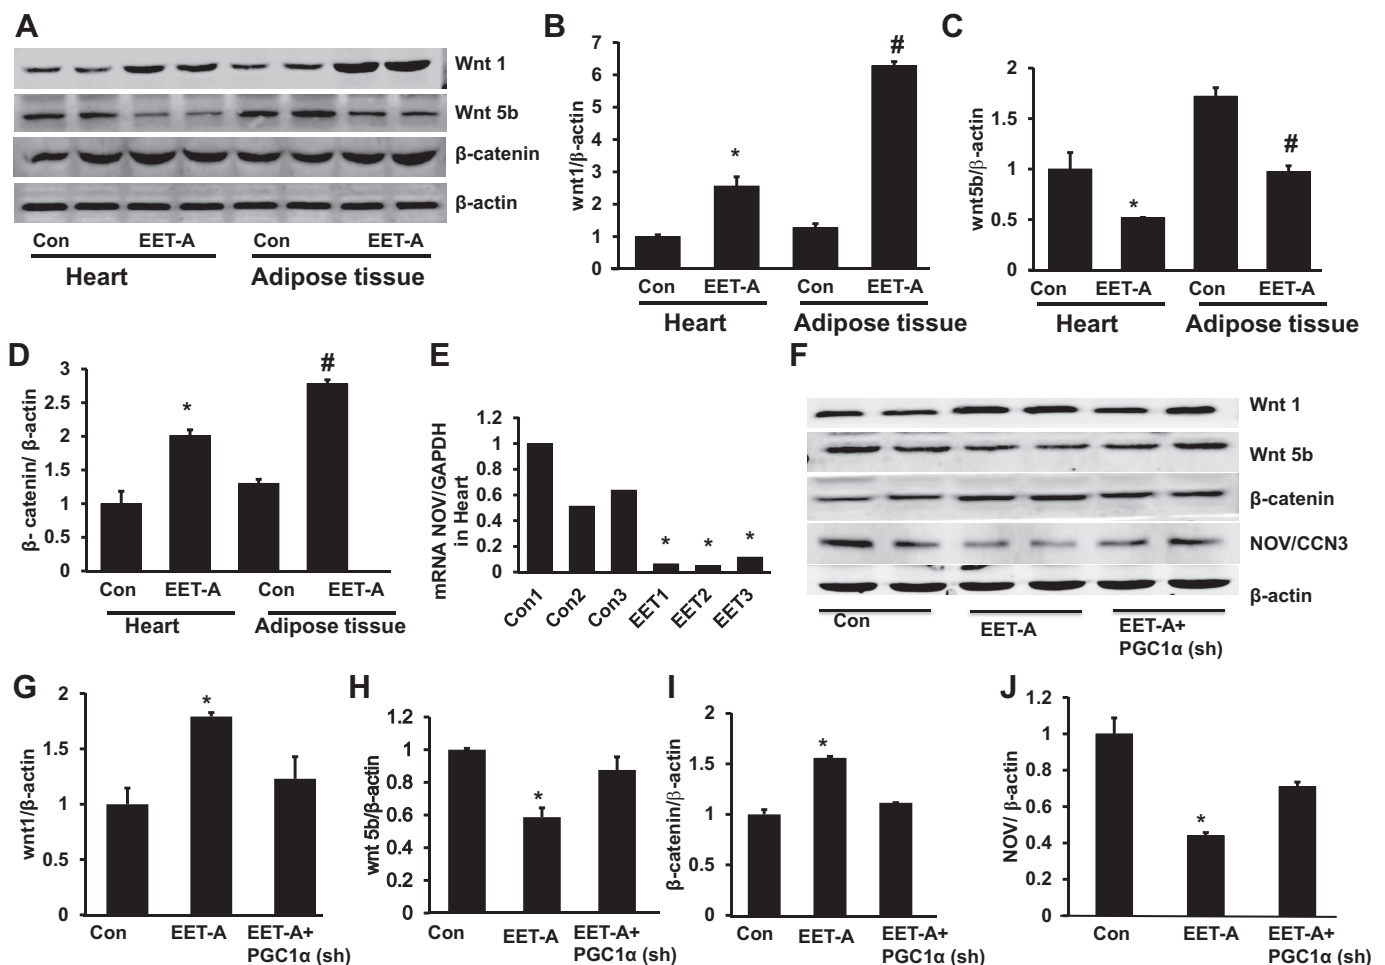 A
Wnt 1
Wnt 5b
β-catenin
β-actin
Con EET-A Con EET-A
Heart Adipose tissue
B
wnt1/β-actin
7
6
5
4
3
2
1
0
*
#
Con EET-A Con EET-A
Heart Adipose tissue
C
wnt5b/β-actin
2
1.5
1
0.5
0
*
#
Con EET-A Con EET-A
Heart Adipose tissue
D
β- catenin/ β-actin
3
2.5
2
1.5
1
0.5
0
*
#
Con EET-A Con EET-A
Heart Adipose tissue
E
mRNA NOV/GAPDH
in Heart
1.2
1
0.8
0.6
0.4
0.2
0
* * *
Con1 Con2 Con3 EET1 EET2 EET3
F
Wnt 1
Wnt 5b
β-catenin
NOV/CCN3
β-actin
Con EET-A EET-A+
PGC1α (sh)
G
wnt1/β-actin
2
1.5
1
0.5
0
*
Con EET-A EET-A+
PGC1α (sh)
H
wnt 5b/β-actin
1.2
1
0.8
0.6
0.4
0.2
0
*
Con EET-A EET-A+
PGC1α (sh)
I
β-catenin/β-actin
2
1.5
1
0.5
0
*
Con EET-A EET-A+
PGC1α (sh)
J
NOV/ β-actin
1.2
1
0.8
0.6
0.4
0.2
0
*
Con EET-A EET-A+
PGC1α (sh)